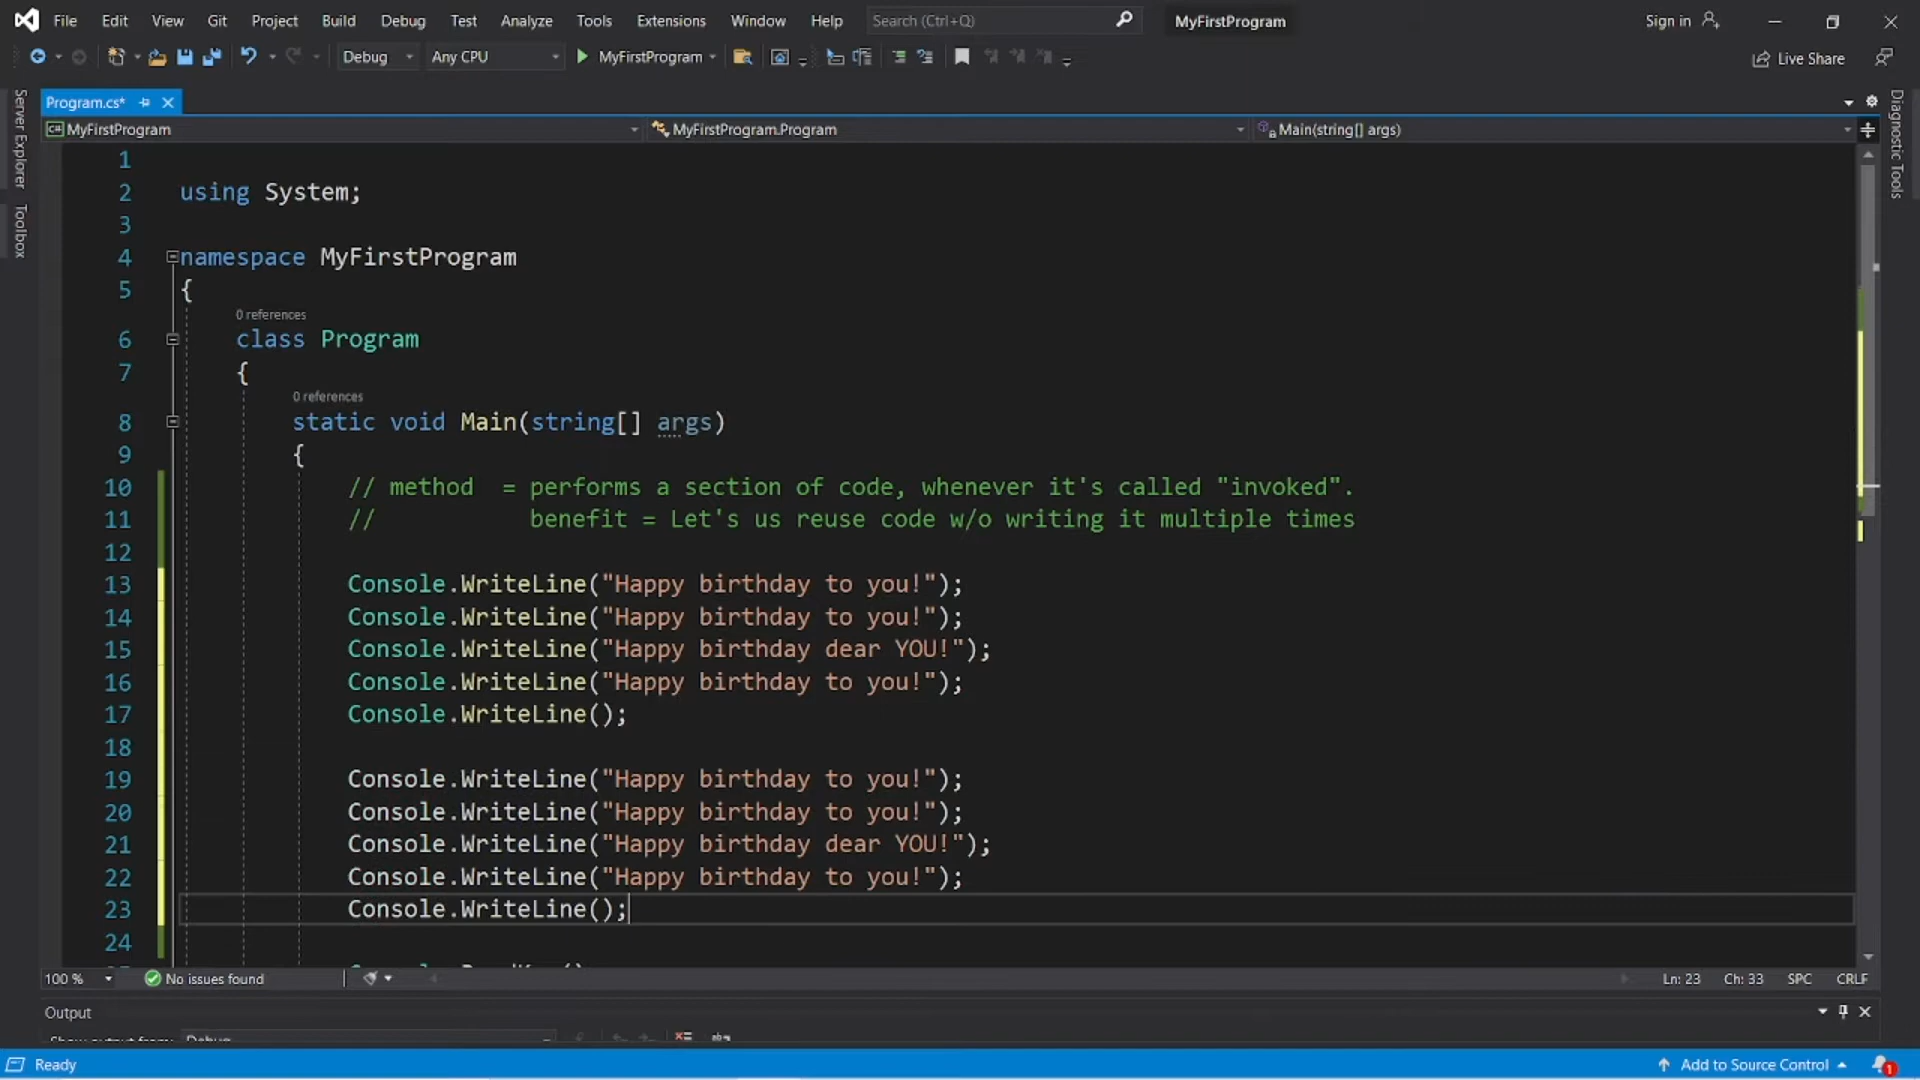 File Edit View Git Project Build Debug Test Analyze Tools Extensions Window Help Search (Ctrl+Q) MyFirstProgram Sign in
Debug Any CPU MyFirstProgram Live Share
Server Explorer
Toolbox
Diagnostic Tools
Program.cs*
C# MyFirstProgram MyFirstProgram.Program Main(string[] args)
1
2 using System;
3
4 namespace MyFirstProgram
5 {
0 references
6 class Program
7 {
0 references
8 static void Main(string[] args)
9 {
10 // method  = performs a section of code, whenever it's called "invoked".
11 //           benefit = Let's us reuse code w/o writing it multiple times
12
13 Console.WriteLine("Happy birthday to you!");
14 Console.WriteLine("Happy birthday to you!");
15 Console.WriteLine("Happy birthday dear YOU!");
16 Console.WriteLine("Happy birthday to you!");
17 Console.WriteLine();
18
19 Console.WriteLine("Happy birthday to you!");
20 Console.WriteLine("Happy birthday to you!");
21 Console.WriteLine("Happy birthday dear YOU!");
22 Console.WriteLine("Happy birthday to you!");
23 Console.WriteLine();
24
100 % No issues found Ln: 23 Ch: 33 SPC CRLF
Output
Show output from: Debug
Ready Add to Source Control 1